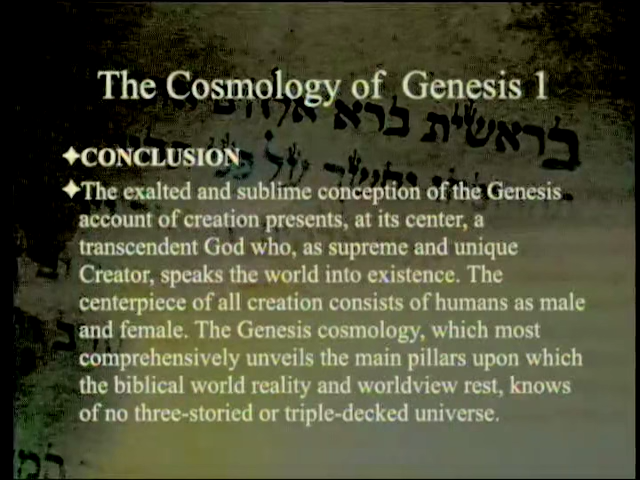 The Cosmology of Genesis 1
בראשית ברא אלהים
✦CONCLUSION
✦The exalted and sublime conception of the Genesis
account of creation presents, at its center, a
transcendent God who, as supreme and unique
Creator, speaks the world into existence. The
centerpiece of all creation consists of humans as male
and female. The Genesis cosmology, which most
comprehensively unveils the main pillars upon which
the biblical world reality and worldview rest, knows
of no three-storied or triple-decked universe.